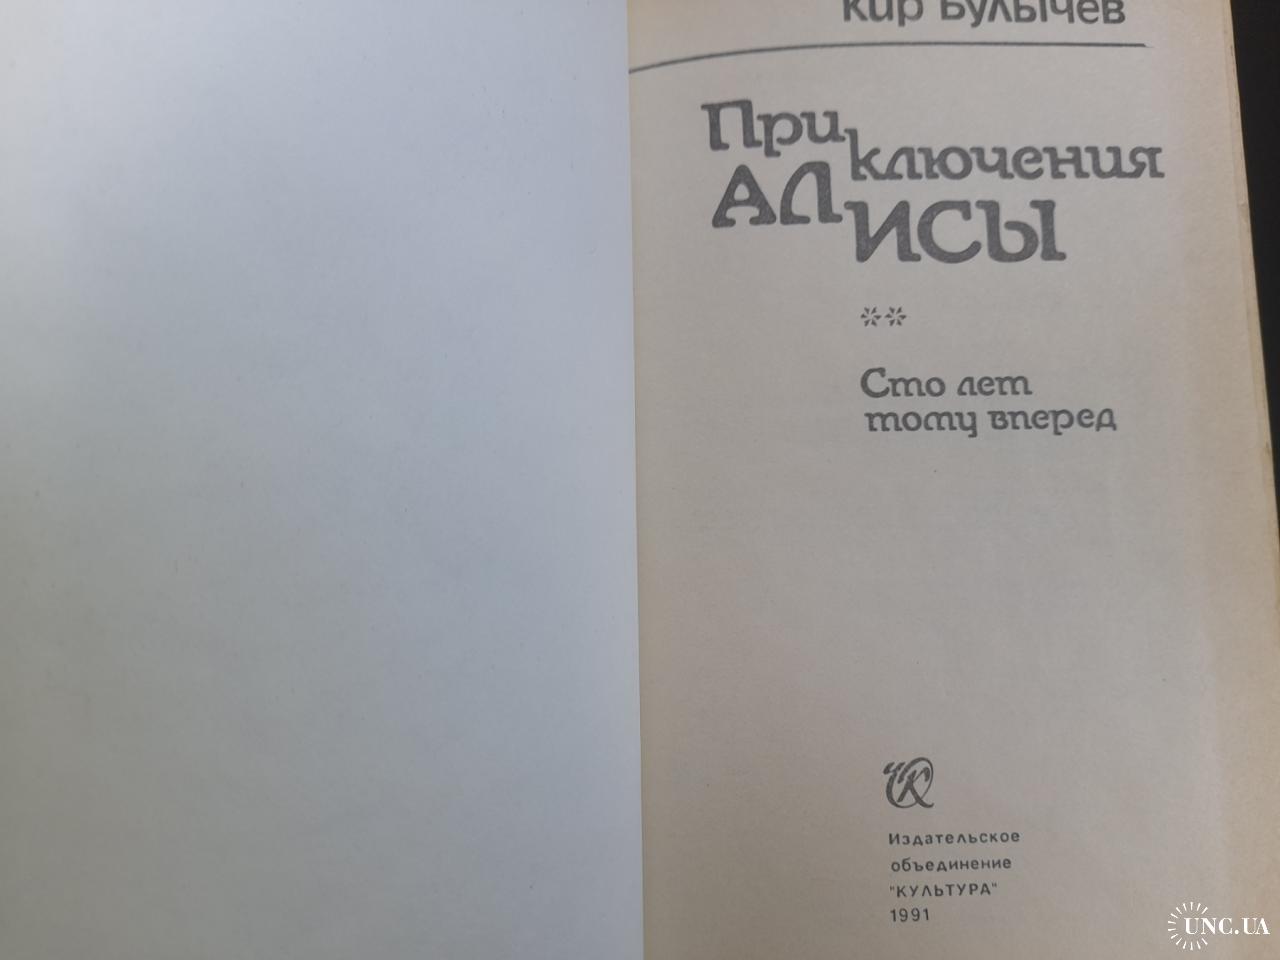 Кир Булычев
Приключения
АЛИСЫ
**
Сто лет
тому вперед
Издательское
объединение
"КУЛЬТУРА"
1991
UNC.UA